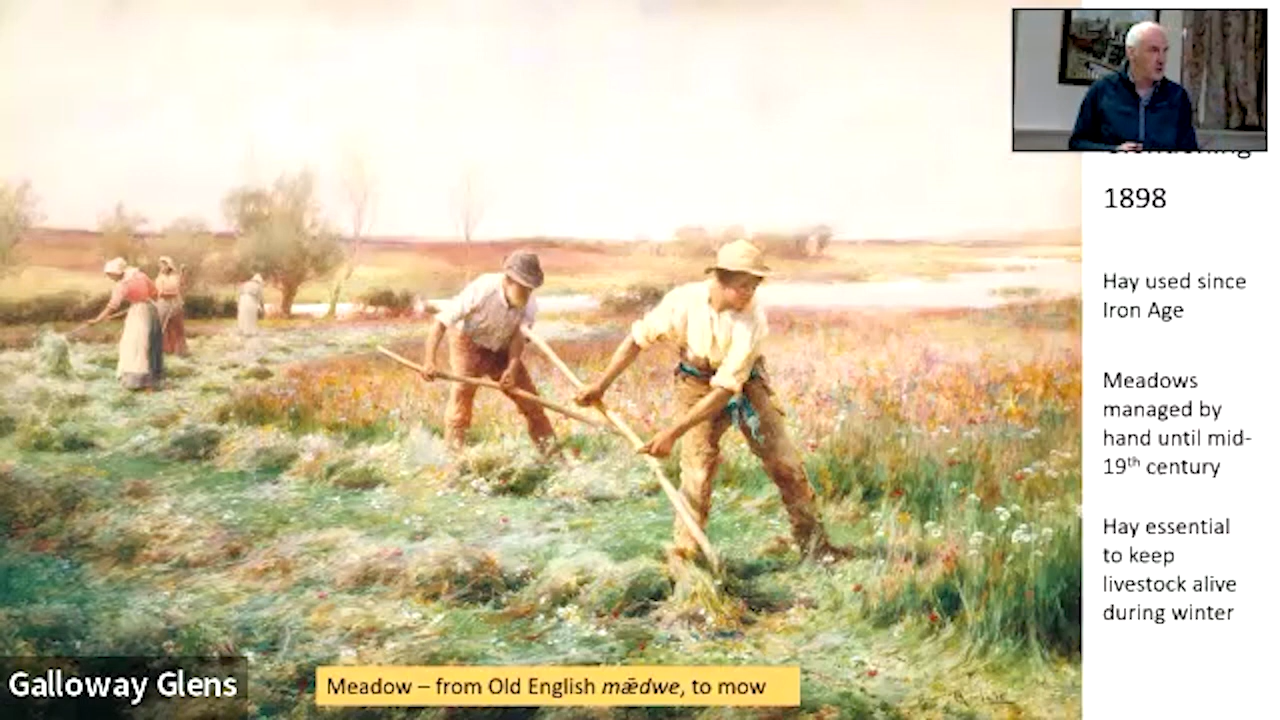 1898
Hay used since
Iron Age
Meadows
managed by
hand until mid-
19th century
Hay essential
to keep
livestock alive
during winter
Galloway Glens
Meadow – from Old English mǣdwe, to mow